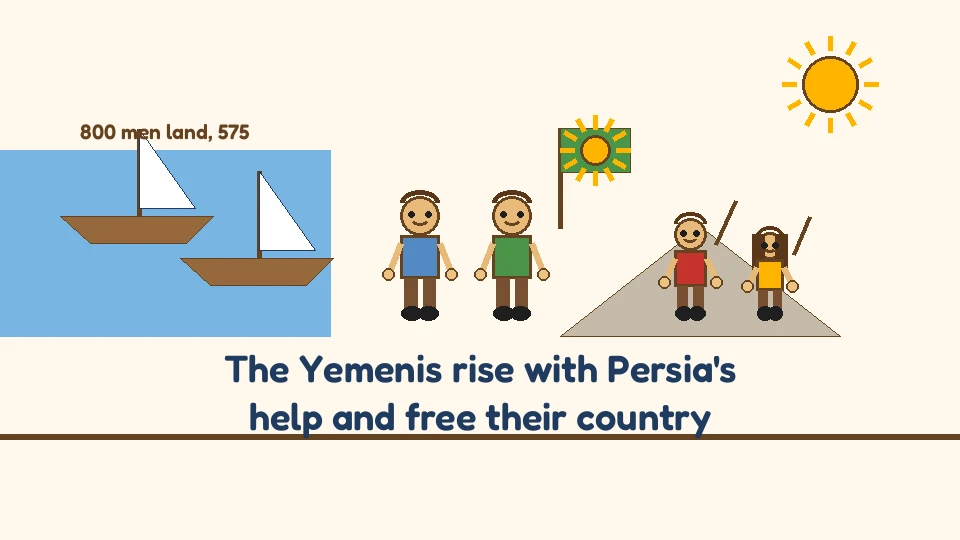 800 men land, 575
The Yemenis rise with Persia's
help and free their country